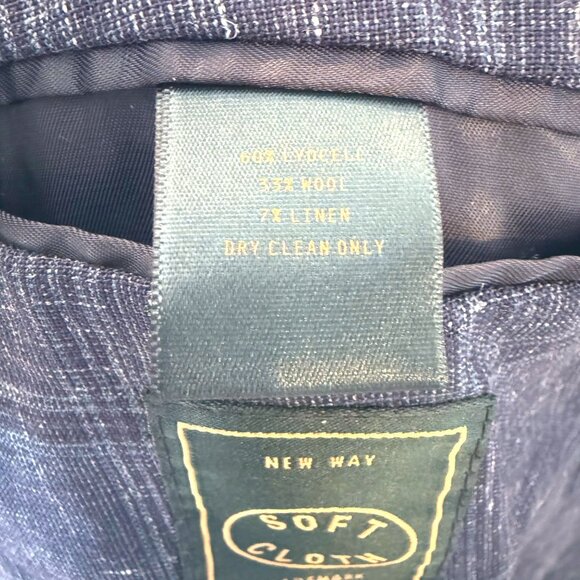 60% LYOCELL
33% WOOL
7% LINEN
DRY CLEAN ONLY
NEW WAY
SOFT
CLOTH